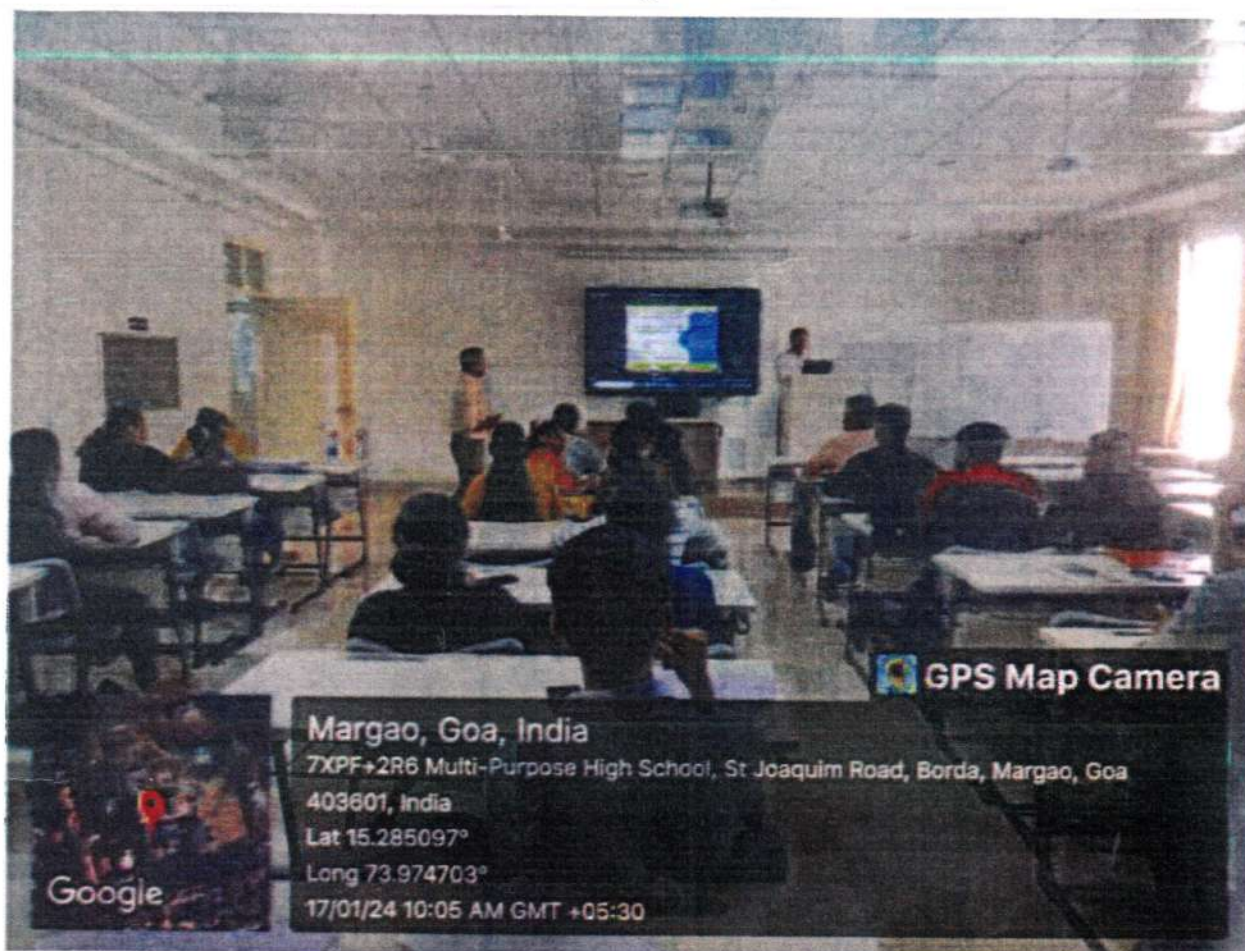 GPS Map Camera
Margao, Goa, India
7XPF+2R6 Multi-Purpose High School, St Joaquim Road, Borda, Margao, Goa
403601, India
Lat 15.285097°
Long 73.974703°
17/01/24 10:05 AM GMT +05:30
Google